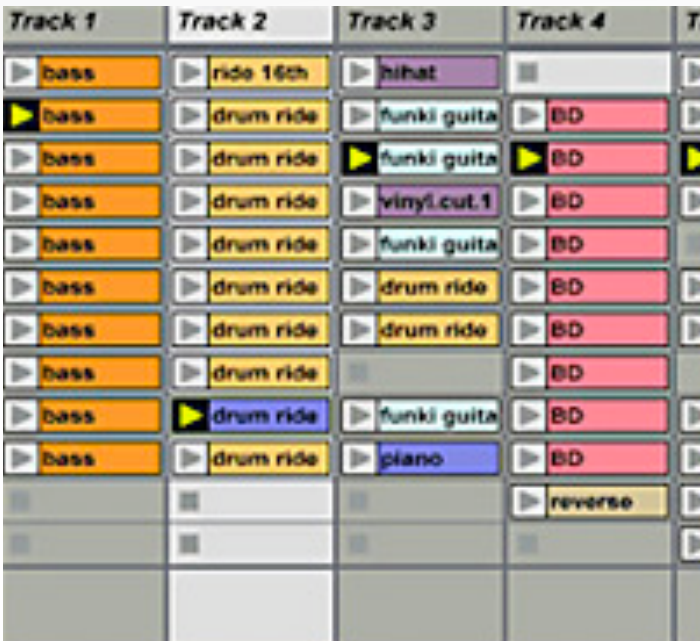 Track 1 Track 2 Track 3 Track 4
bass ride 16th hihat
bass drum ride funki guita BD
bass drum ride funki guita BD
bass drum ride vinyl.cut.1 BD
bass drum ride funki guita BD
bass drum ride drum ride BD
bass drum ride drum ride BD
bass drum ride BD
bass drum ride funki guita BD
bass drum ride piano BD
reverse